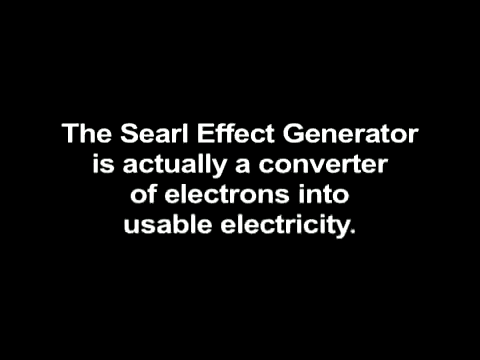 The Searl Effect Generator
is actually a converter
of electrons into
usable electricity.